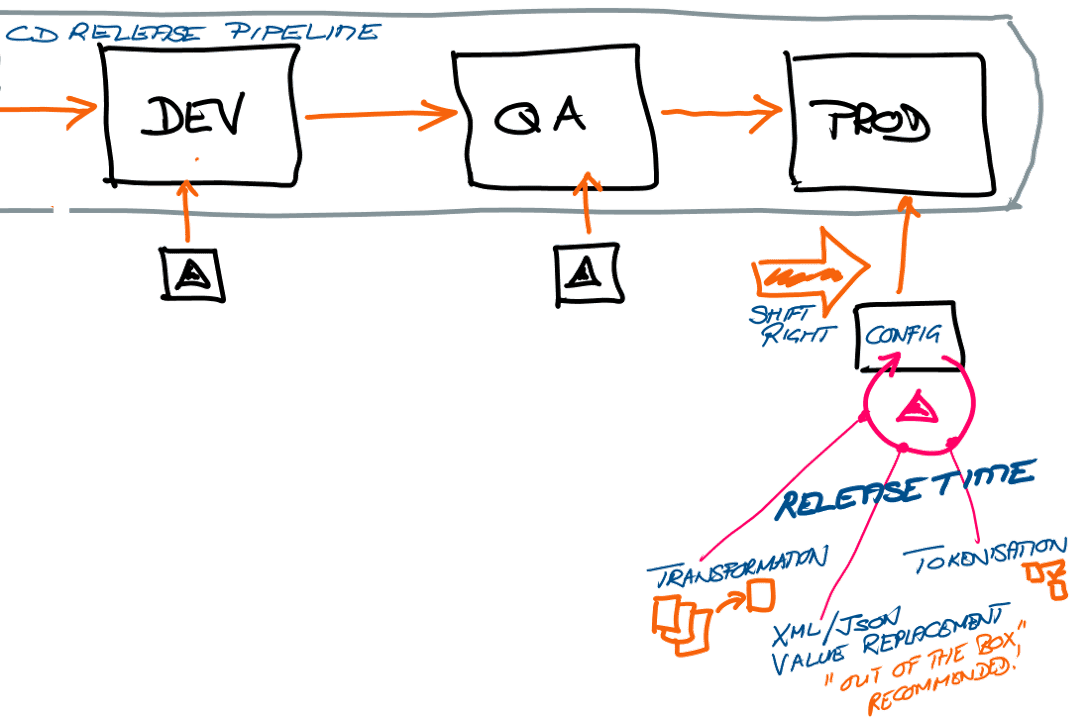 CD RELEASE PIPELINE
DEV
QA
PROD
SHIFT
RIGHT
CONFIG
RELEASE TIME
TRANSFORMATION
TOKENISATION
XML/JSON
VALUE REPLACEMENT
"OUT OF THE BOX"
RECOMMENDED!